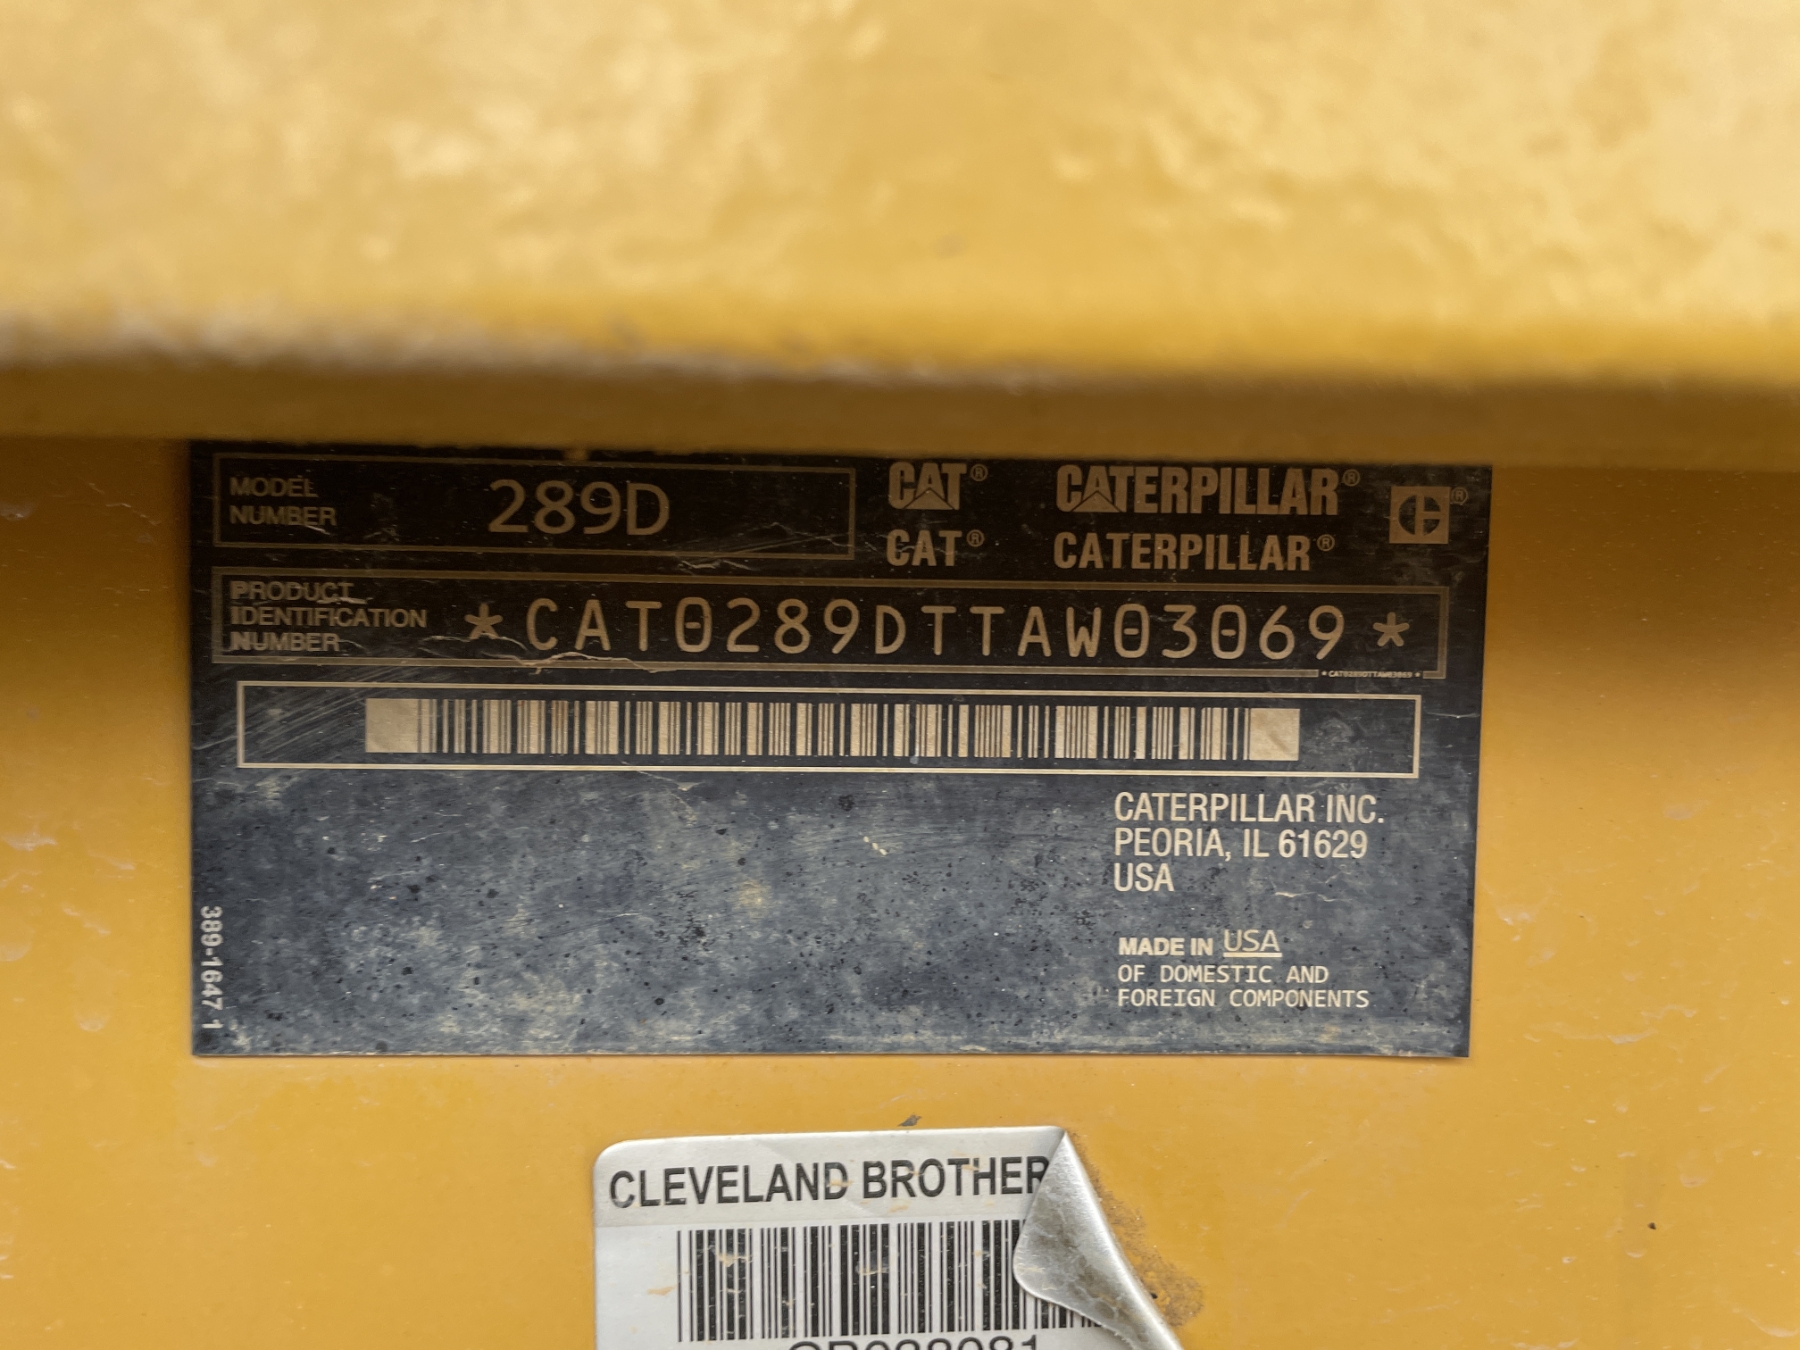 MODEL NUMBER 289D
CAT® CATERPILLAR® ®
CAT® CATERPILLAR®
PRODUCT IDENTIFICATION NUMBER *CAT0289DTTAW03069*
CATERPILLAR INC.
PEORIA, IL 61629
USA
MADE IN USA
OF DOMESTIC AND
FOREIGN COMPONENTS
389-1647 1
CLEVELAND BROTHER